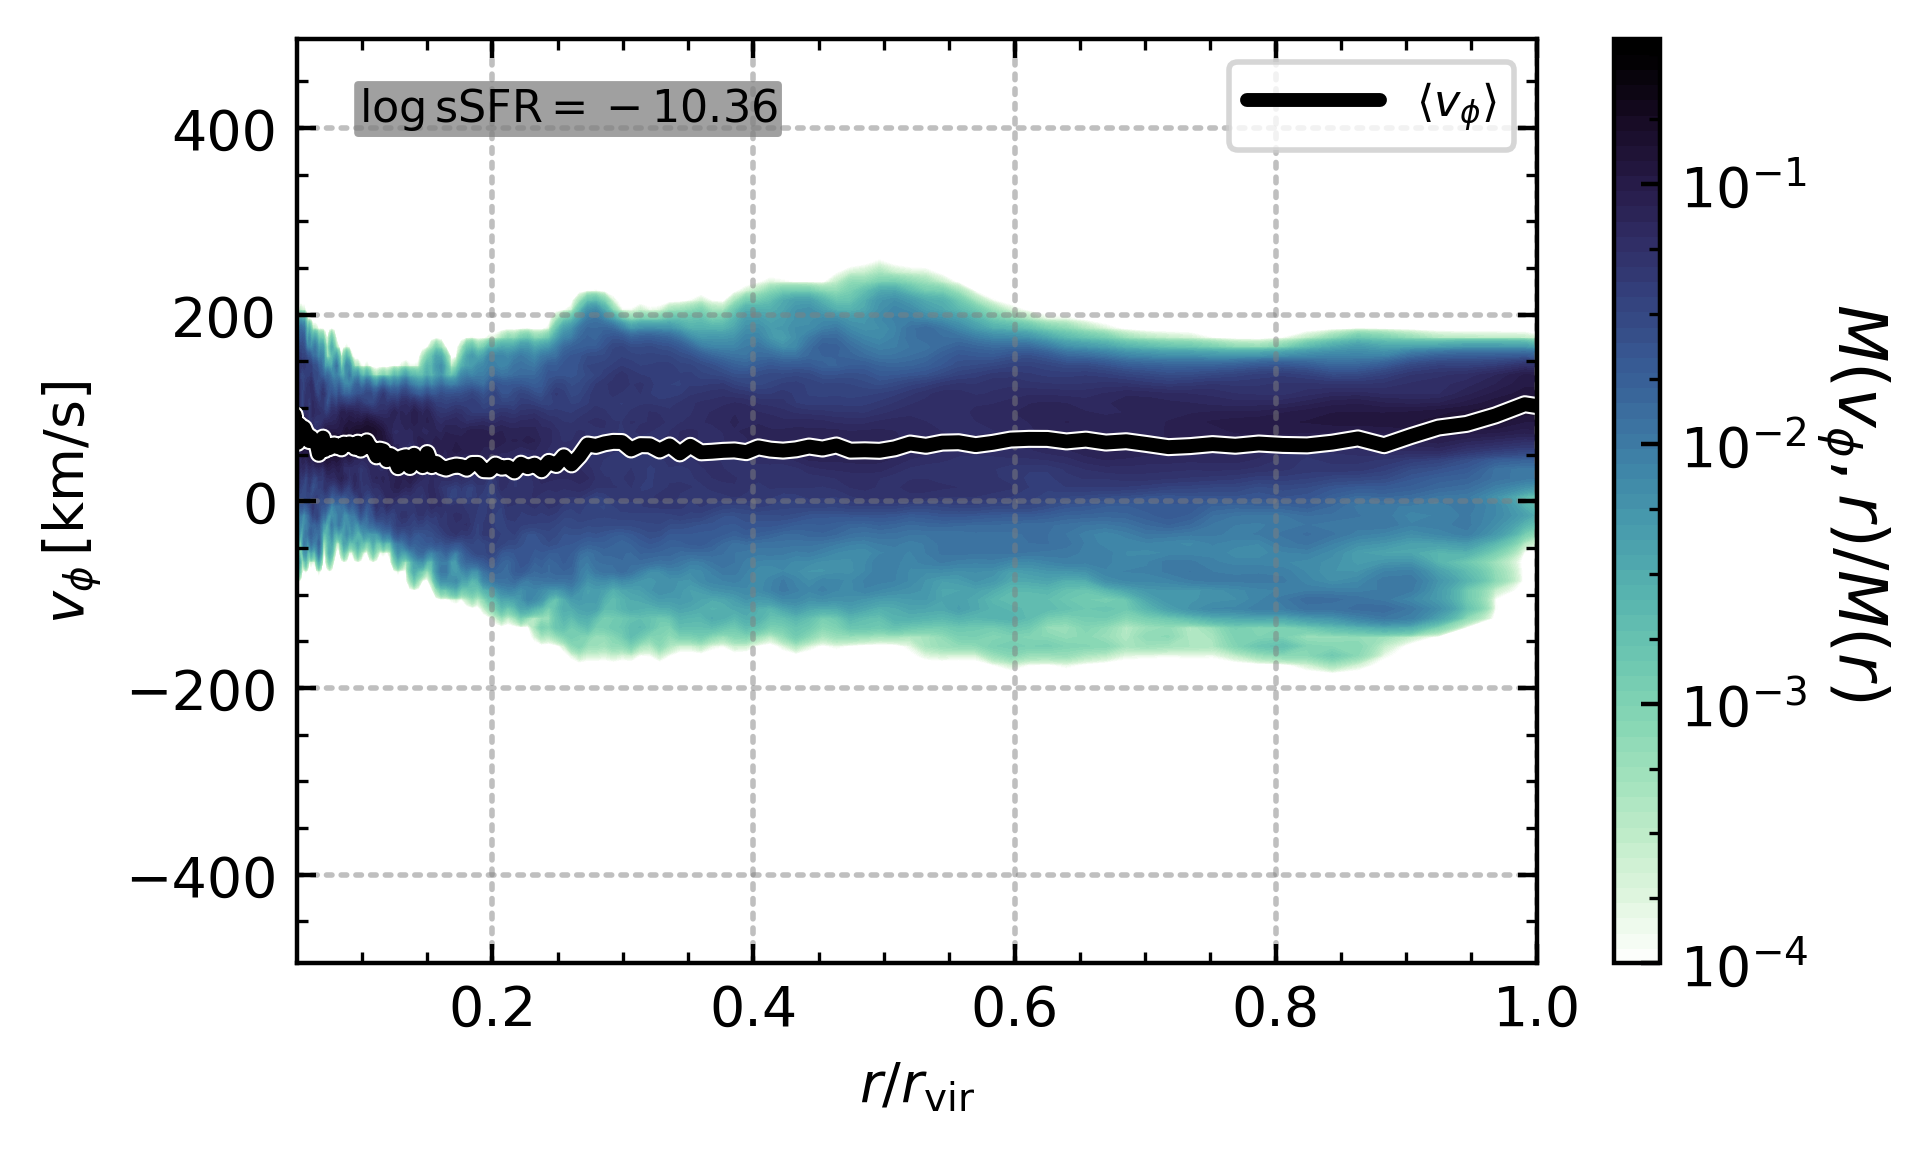 log sSFR = − 10.36
⟨v_ϕ⟩
400
200
0
−200
−400
v_ϕ [km/s]
0.2 0.4 0.6 0.8 1.0
r/r_vir
10⁻¹
10⁻²
10⁻³
10⁻⁴
M(v_ϕ, r)/M(r)